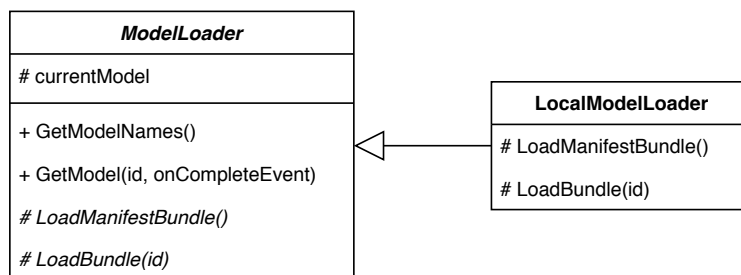 ModelLoader
# currentModel
+ GetModelNames()
+ GetModel(id, onCompleteEvent)
# LoadManifestBundle()
# LoadBundle(id)
LocalModelLoader
# LoadManifestBundle()
# LoadBundle(id)